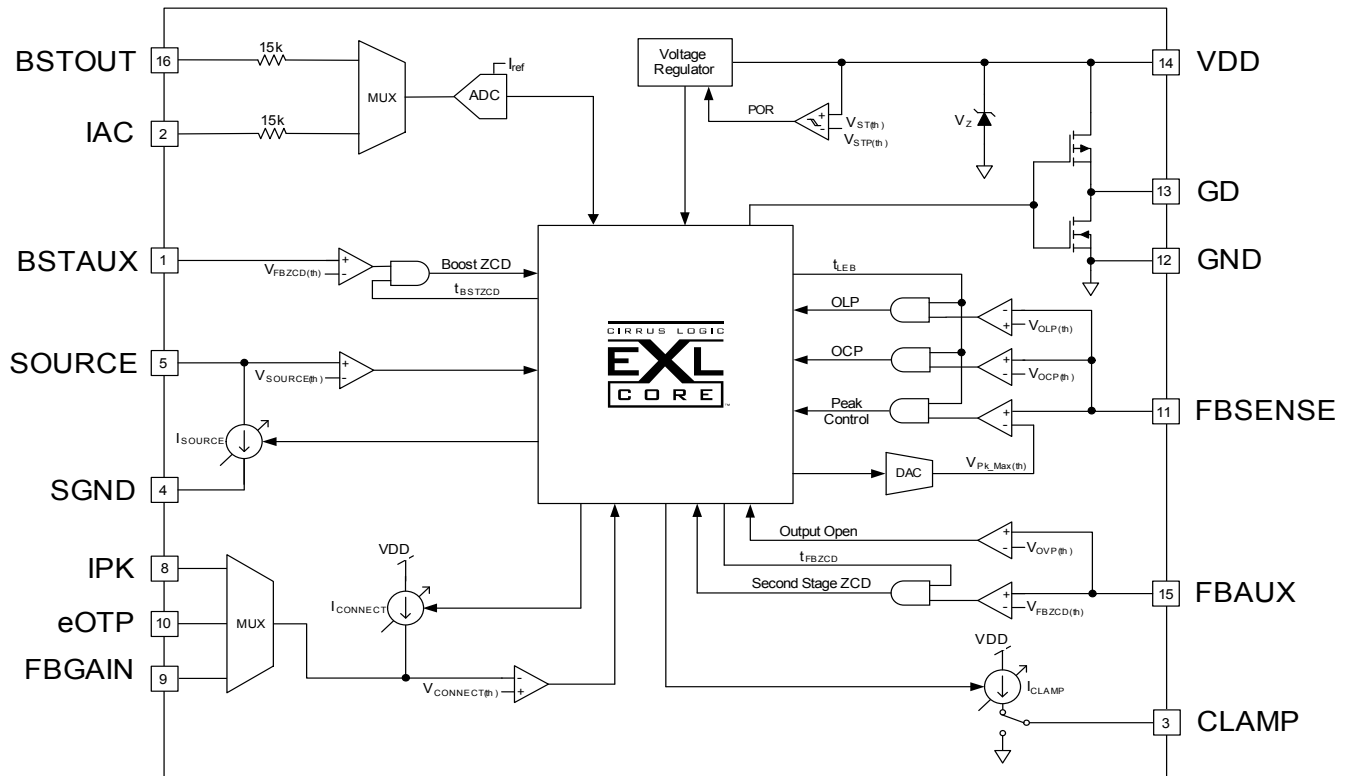 BSTOUT
16
15k
IAC
2
15k
MUX
ADC
Iref
Voltage
Regulator
POR
+
-
VST(th)
VSTP(th)
VZ
14
VDD
13
GD
12
GND
BSTAUX
1
VFBZCD(th)
+
-
Boost ZCD
tBSTZCD
SOURCE
5
VSOURCE(th)
+
-
ISOURCE
SGND
4
CIRRUS LOGIC
EXL
CORE
™
tLEB
OLP
-
+
VOLP(th)
OCP
+
-
VOCP(th)
Peak
Control
+
-
11
FBSENSE
DAC
VPk_Max(th)
IPK
8
eOTP
10
FBGAIN
9
MUX
VDD
ICONNECT
VCONNECT(th)
-
+
Output Open
+
-
VOVP(th)
tFBZCD
Second Stage ZCD
+
-
VFBZCD(th)
15
FBAUX
VDD
ICLAMP
3
CLAMP